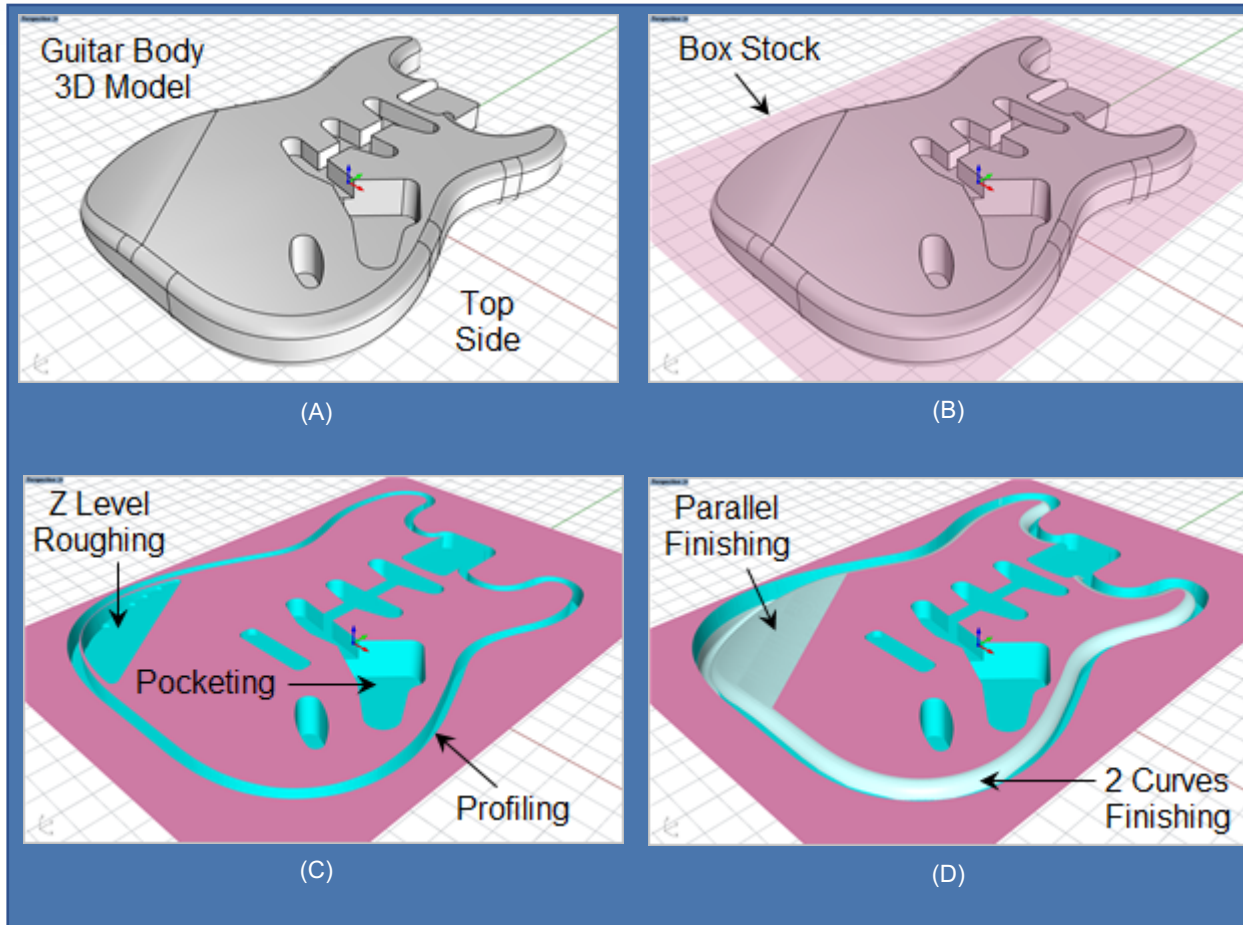 Guitar Body
3D Model
Top
Side
(A)
Box Stock
(B)
Z Level
Roughing
Pocketing
Profiling
(C)
Parallel
Finishing
2 Curves
Finishing
(D)